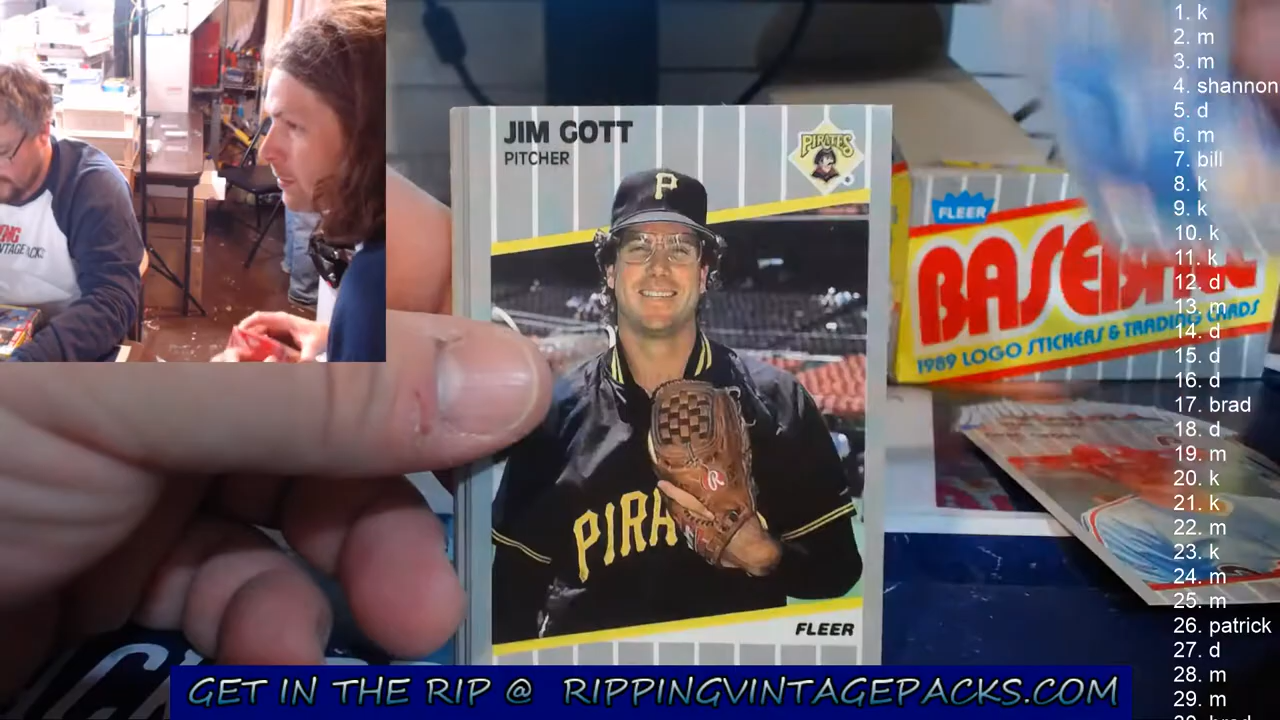 JIM GOTT
PITCHER
PIRATES
P
PIRA
R
FLEER
FLEER
BASEBALL
1989 LOGO STICKERS & TRADING CARDS
1. k
2. m
3. m
4. shannon
5. d
6. m
7. bill
8. k
9. k
10. k
11. k
12. d
13. m
14. d
15. d
16. d
17. brad
18. d
19. m
20. k
21. k
22. m
23. k
24. m
25. m
26. patrick
27. d
28. m
29. m
GET IN THE RIP @ RIPPINGVINTAGEPACKS.COM